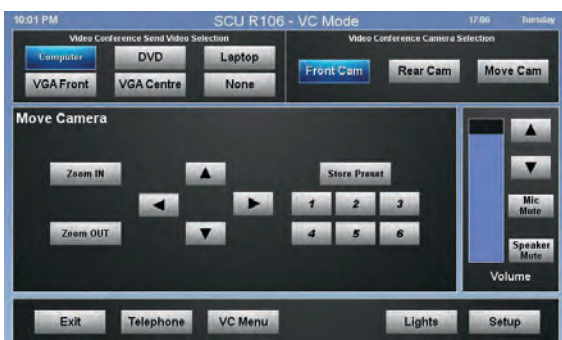 10:01 PM SCU R106 - VC Mode 17/06 Tuesday
Video Conference Send Video Selection
Computer DVD Laptop
VGA Front VGA Centre None
Video Conference Camera Selection
Front Cam Rear Cam Move Cam
Move Camera
Zoom IN
Zoom OUT
Store Preset
1 2 3
4 5 6
Mic
Mute
Speaker
Mute
Volume
Exit Telephone VC Menu Lights Setup